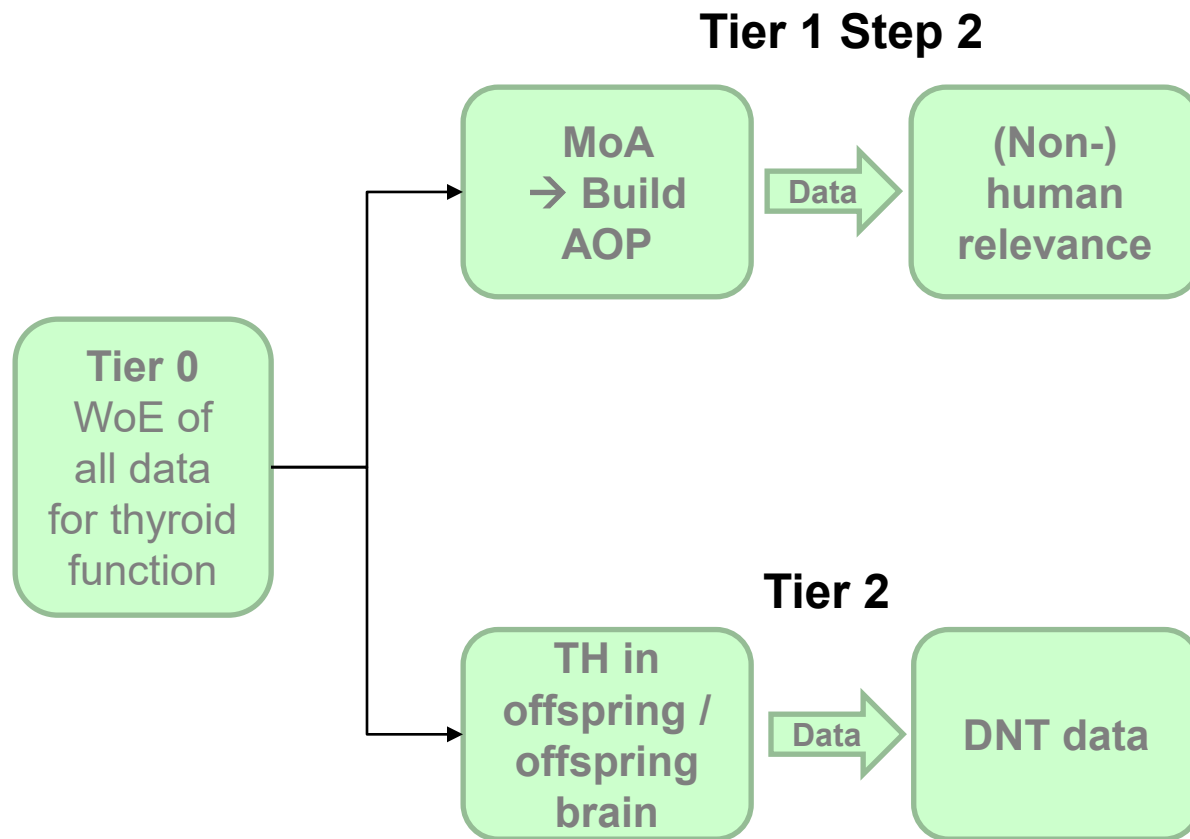 Tier 1 Step 2
MoA
→ Build
AOP
Data
(Non-)
human
relevance
Tier 0
WoE of
all data
for thyroid
function
Tier 2
TH in
offspring /
offspring
brain
Data
DNT data